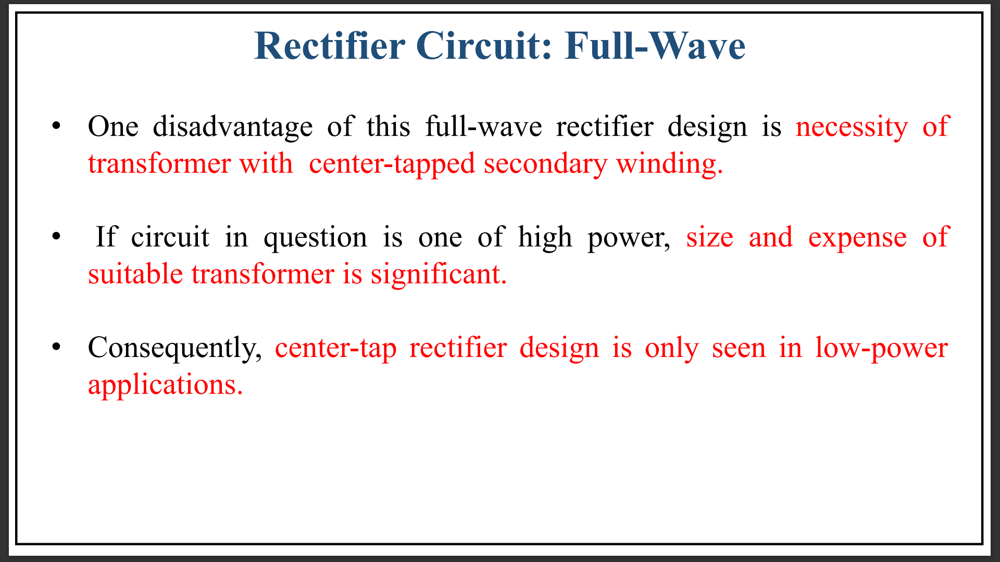 Rectifier Circuit: Full-Wave
• One disadvantage of this full-wave rectifier design is necessity of
transformer with center-tapped secondary winding.
• If circuit in question is one of high power, size and expense of
suitable transformer is significant.
• Consequently, center-tap rectifier design is only seen in low-power
applications.